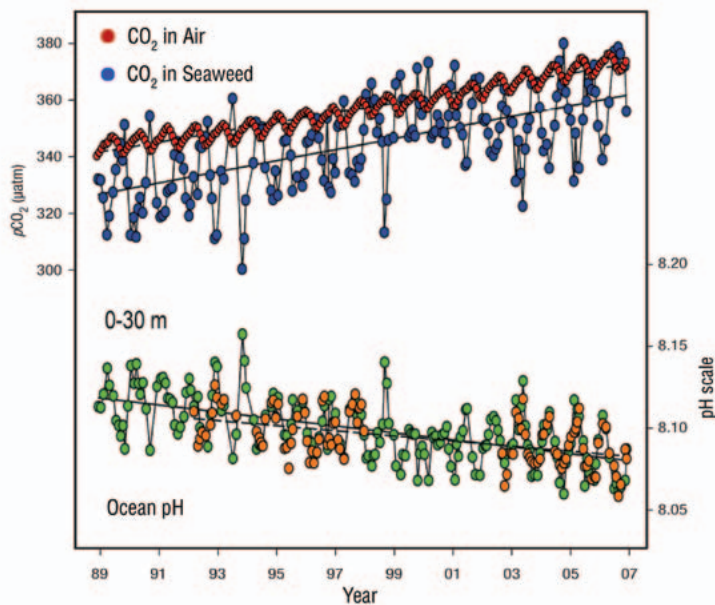 CO₂ in Air
CO₂ in Seaweed
380
360
340
320
300
pCO₂ (µatm)
0-30 m
Ocean pH
8.20
8.15
8.10
8.05
pH scale
89 91 93 95 97 99 01 03 05 07
Year